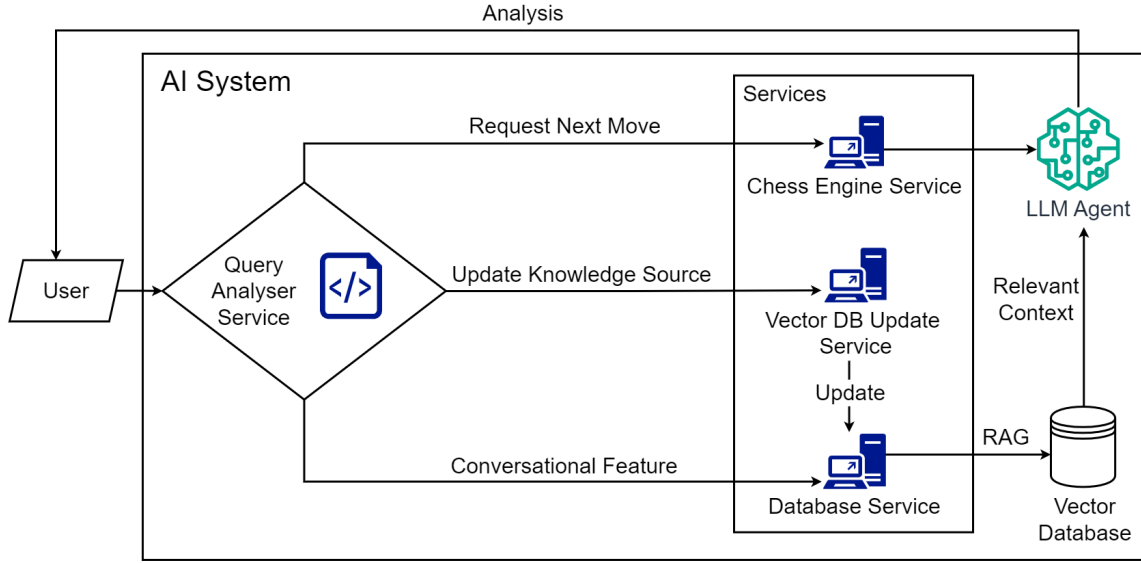 Analysis
AI System
Services
Request Next Move
Chess Engine Service
LLM Agent
User
Query
Analyser
Service
</>
Update Knowledge Source
Vector DB Update
Service
Relevant
Context
Update
Conversational Feature
Database Service
RAG
Vector
Database